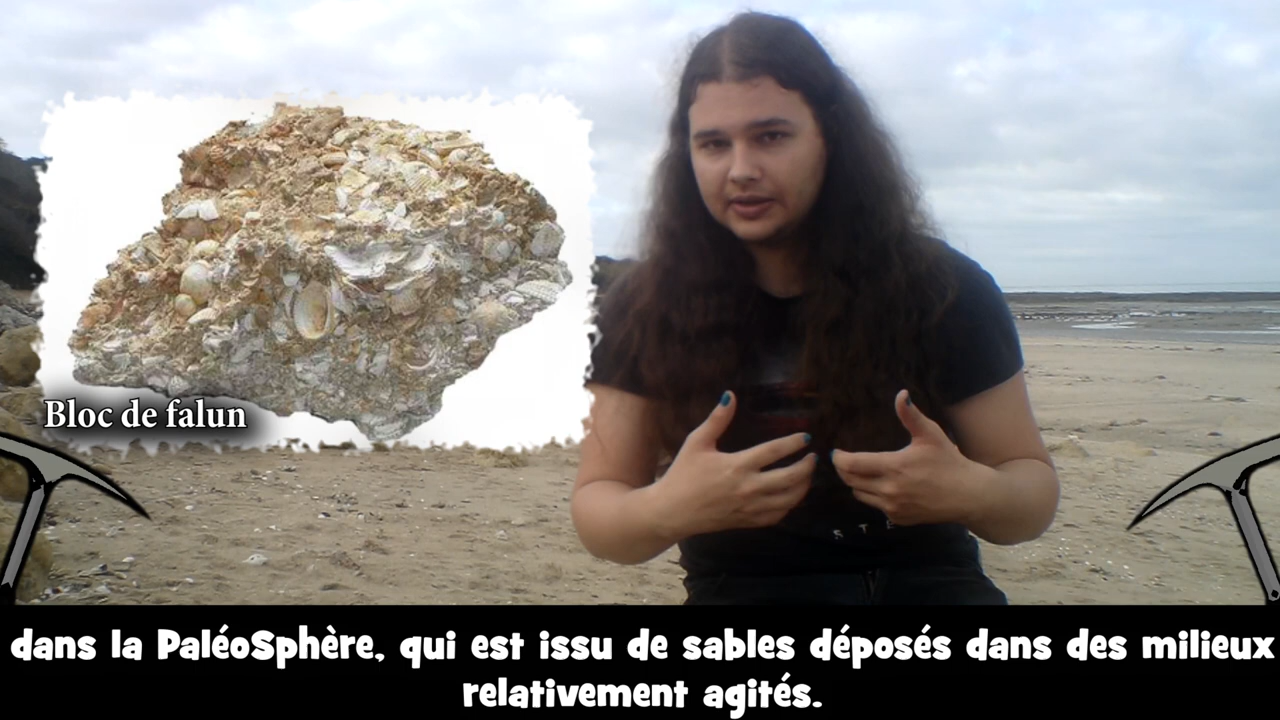 Bloc de falun
S T E
dans la PaléoSphère, qui est issu de sables déposés dans des milieux
relativement agités.